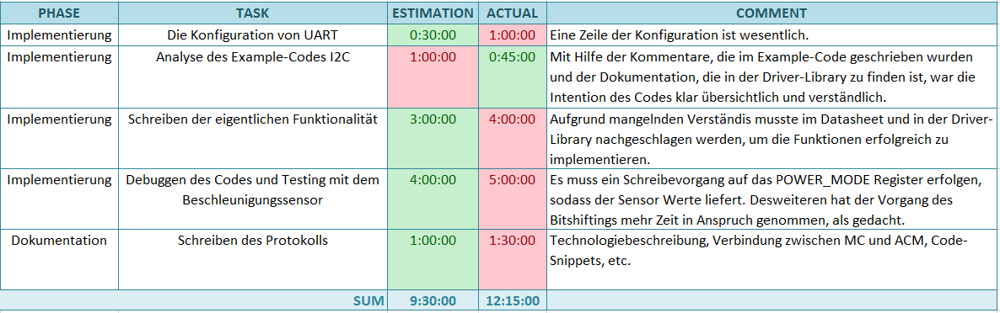 PHASE TASK ESTIMATION ACTUAL COMMENT
Implementierung Die Konfiguration von UART 0:30:00 1:00:00 Eine Zeile der Konfiguration ist wesentlich.
Implementierung Analyse des Example-Codes I2C 1:00:00 0:45:00 Mit Hilfe der Kommentare, die im Example-Code geschrieben wurden
und der Dokumentation, die in der Driver-Library zu finden ist, war die
Intention des Codes klar übersichtlich und verständlich.
Implementierung Schreiben der eigentlichen Funktionalität 3:00:00 4:00:00 Aufgrund mangelnden Verständis musste im Datasheet und in der Driver-
Library nachgeschlagen werden, um die Funktionen erfolgreich zu
implementieren.
Implementierung Debuggen des Codes und Testing mit dem 4:00:00 5:00:00 Es muss ein Schreibevorgang auf das POWER_MODE Register erfolgen,
Beschleunigungssensor sodass der Sensor Werte liefert. Desweiteren hat der Vorgang des
Bitshiftings mehr Zeit in Anspruch genommen, als gedacht.
Dokumentation Schreiben des Protokolls 1:00:00 1:30:00 Technologiebeschreibung, Verbindung zwischen MC und ACM, Code-
Snippets, etc.
SUM 9:30:00 12:15:00